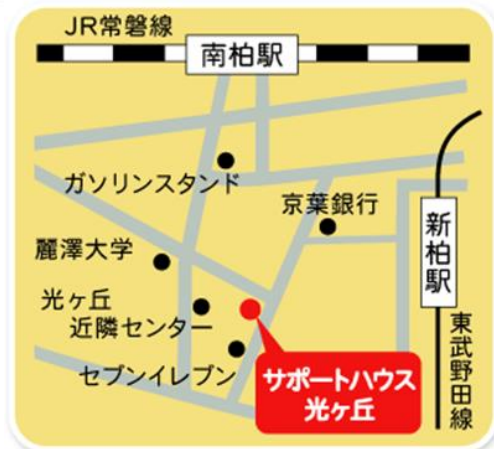 JR常磐線
南柏駅
ガソリンスタンド
京葉銀行
新柏駅
麗澤大学
光ヶ丘
近隣センター
東武野田線
セブンイレブン
サポートハウス
光ヶ丘